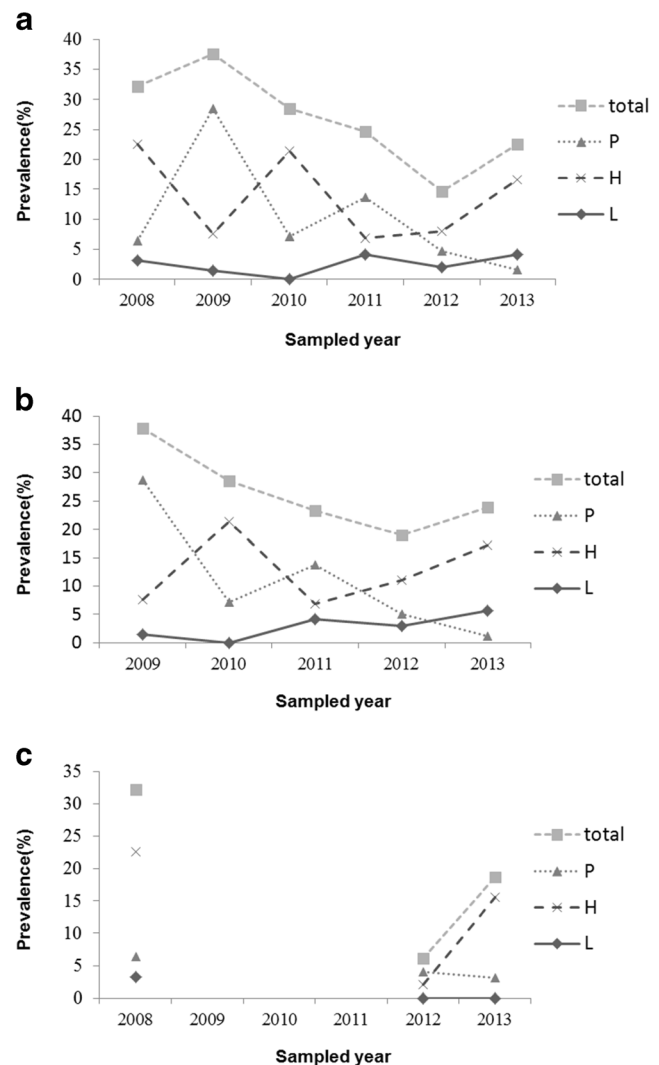 a
Prevalence(%)
40
35
30
25
20
15
10
5
0
2008 2009 2010 2011 2012 2013
Sampled year
total
P
H
L
b
Prevalence(%)
40
35
30
25
20
15
10
5
0
2009 2010 2011 2012 2013
Sampled year
total
P
H
L
c
Prevalence(%)
35
30
25
20
15
10
5
0
2008 2009 2010 2011 2012 2013
Sampled year
total
P
H
L